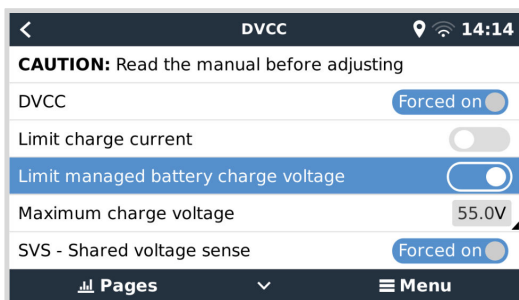 DVCC
14:14
CAUTION: Read the manual before adjusting
DVCC Forced on
Limit charge current
Limit managed battery charge voltage
Maximum charge voltage 55.0V
SVS - Shared voltage sense Forced on
Pages Menu